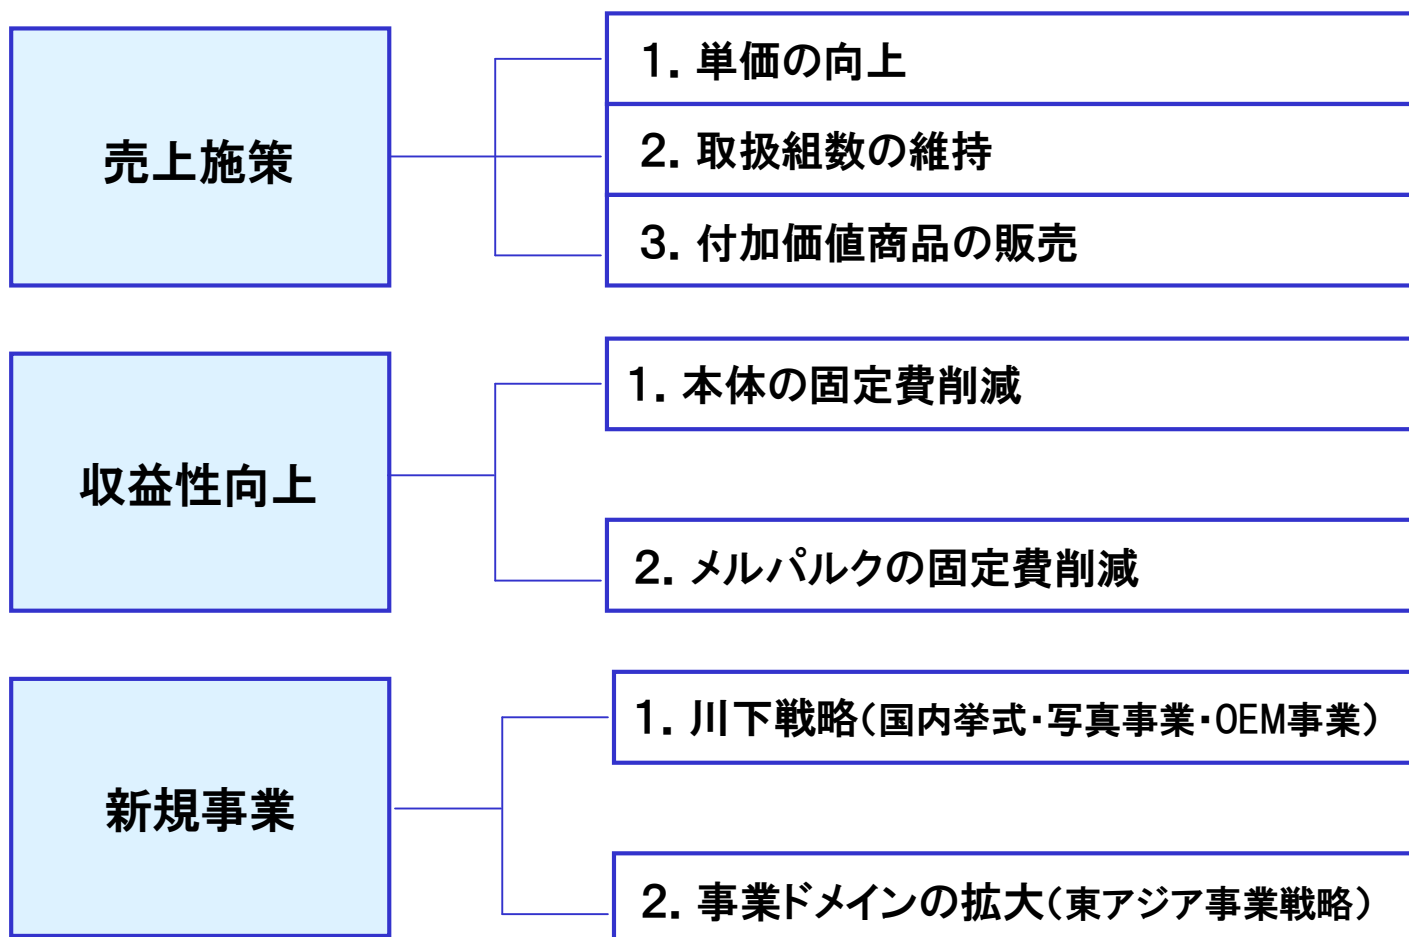 売上施策
1. 単価の向上
2. 取扱組数の維持
3. 付加価値商品の販売
収益性向上
1. 本体の固定費削減
2. メルパルクの固定費削減
新規事業
1. 川下戦略(国内挙式・写真事業・OEM事業)
2. 事業ドメインの拡大(東アジア事業戦略)